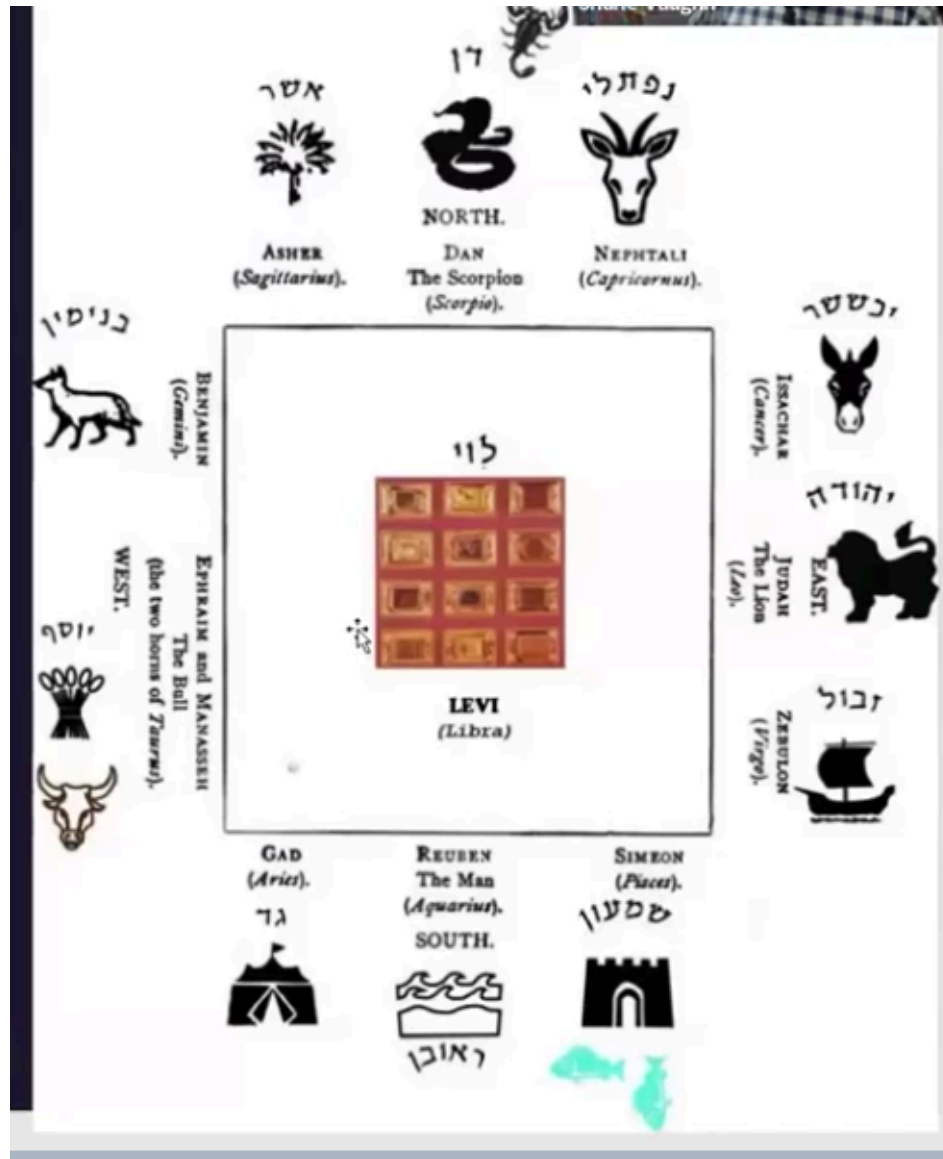 Shane Vaughn
דן
אשר
נפתלי
NORTH.
ASHER
(Sagittarius).
DAN
The Scorpion
(Scorpio).
NEPHTALI
(Capricornus).
בנימין
BENJAMIN
(Gemini).
יששכר
ISSACHAR
(Cancer).
לוי
LEVI
(Libra)
יהודה
EAST.
JUDAH
The Lion
(Leo).
EPHRAIM and MANASSEH
The Bull
(the two horns of Taurus).
WEST.
יוסף
זבול
ZEBULON
(Virgo).
GAD
(Aries).
גד
REUBEN
The Man
(Aquarius).
SOUTH.
ראובן
SIMEON
(Pisces).
שמעון